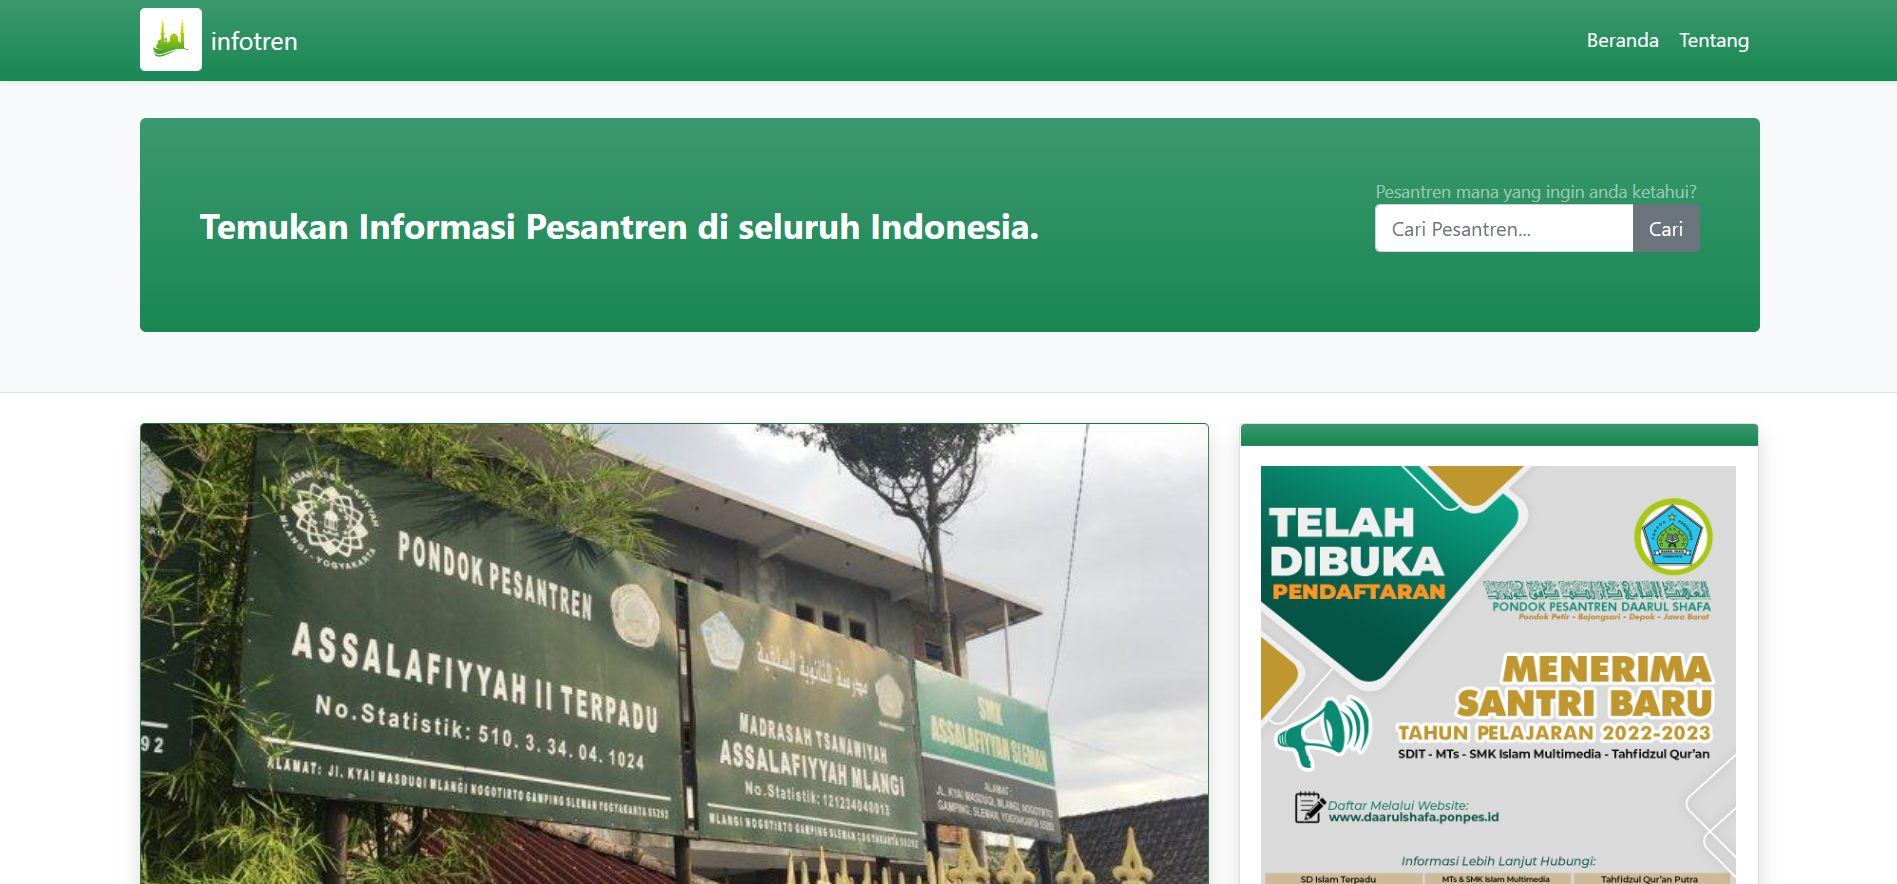 infotren
Beranda
Tentang
Temukan Informasi Pesantren di seluruh Indonesia.
Pesantren mana yang ingin anda ketahui?
Cari Pesantren...
Cari
MLANGI - YOGYAKARTA
PONDOK PESANTREN
ASSALAFIYYAH II TERPADU
No.Statistik: 510. 3. 34. 04. 1024
ALAMAT: Jl. KYAI MASDUQI MLANGI NOGOTIRTO GAMPING SLEMAN YOGYAKARTA 55292
92
مدرسة الثانوية السلفية
MADRASAH TSANAWIYAH
ASSALAFIYYAH MLANGI
No.Statistik: 121234040013
MLANGI NOGOTIRTO GAMPING SLEMAN YOGYAKARTA 55292
SMK
ASSALAFIYYAH SLEMAN
ALAMAT :
JL. KYAI MASDUQI, MLANGI, NOGOTIRTO
GAMPING, SLEMAN, YOGYAKARTA
TELAH
DIBUKA
PENDAFTARAN
PONDOK PESANTREN DAARUL SHAFA
Pondok Petir - Bojongsari - Depok - Jawa Barat
MENERIMA
SANTRI BARU
TAHUN PELAJARAN 2022-2023
SDIT - MTs - SMK Islam Multimedia - Tahfidzul Qur'an
Daftar Melalui Website:
www.daarulshafa.ponpes.id
Informasi Lebih Lanjut Hubungi:
SD Islam Terpadu
MTs & SMK Islam Multimedia
Tahfidzul Qur'an Putra